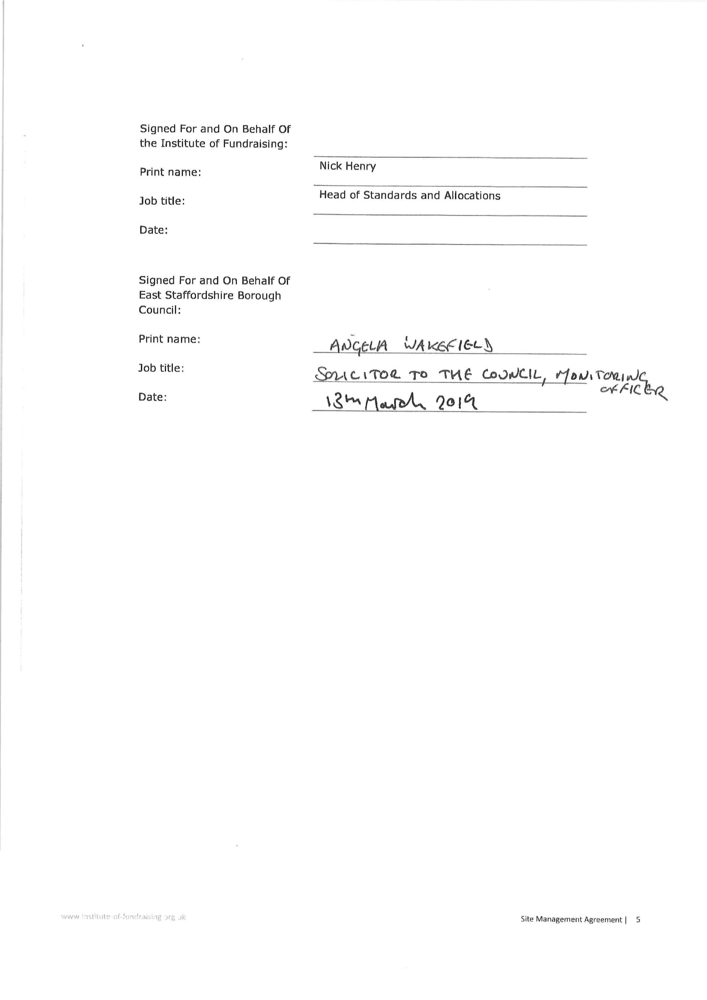 Signed For and On Behalf Of
the Institute of Fundraising:
Print name:
Nick Henry
Job title:
Head of Standards and Allocations
Date:
Signed For and On Behalf Of
East Staffordshire Borough
Council:
Print name:
ANGELA WAKEFIELD
Job title:
SOLICITOR TO THE COUNCIL, MONITORING
OFFICER
Date:
13th March 2019
www.institute-of-fundraising.org.uk
Site Management Agreement | 5